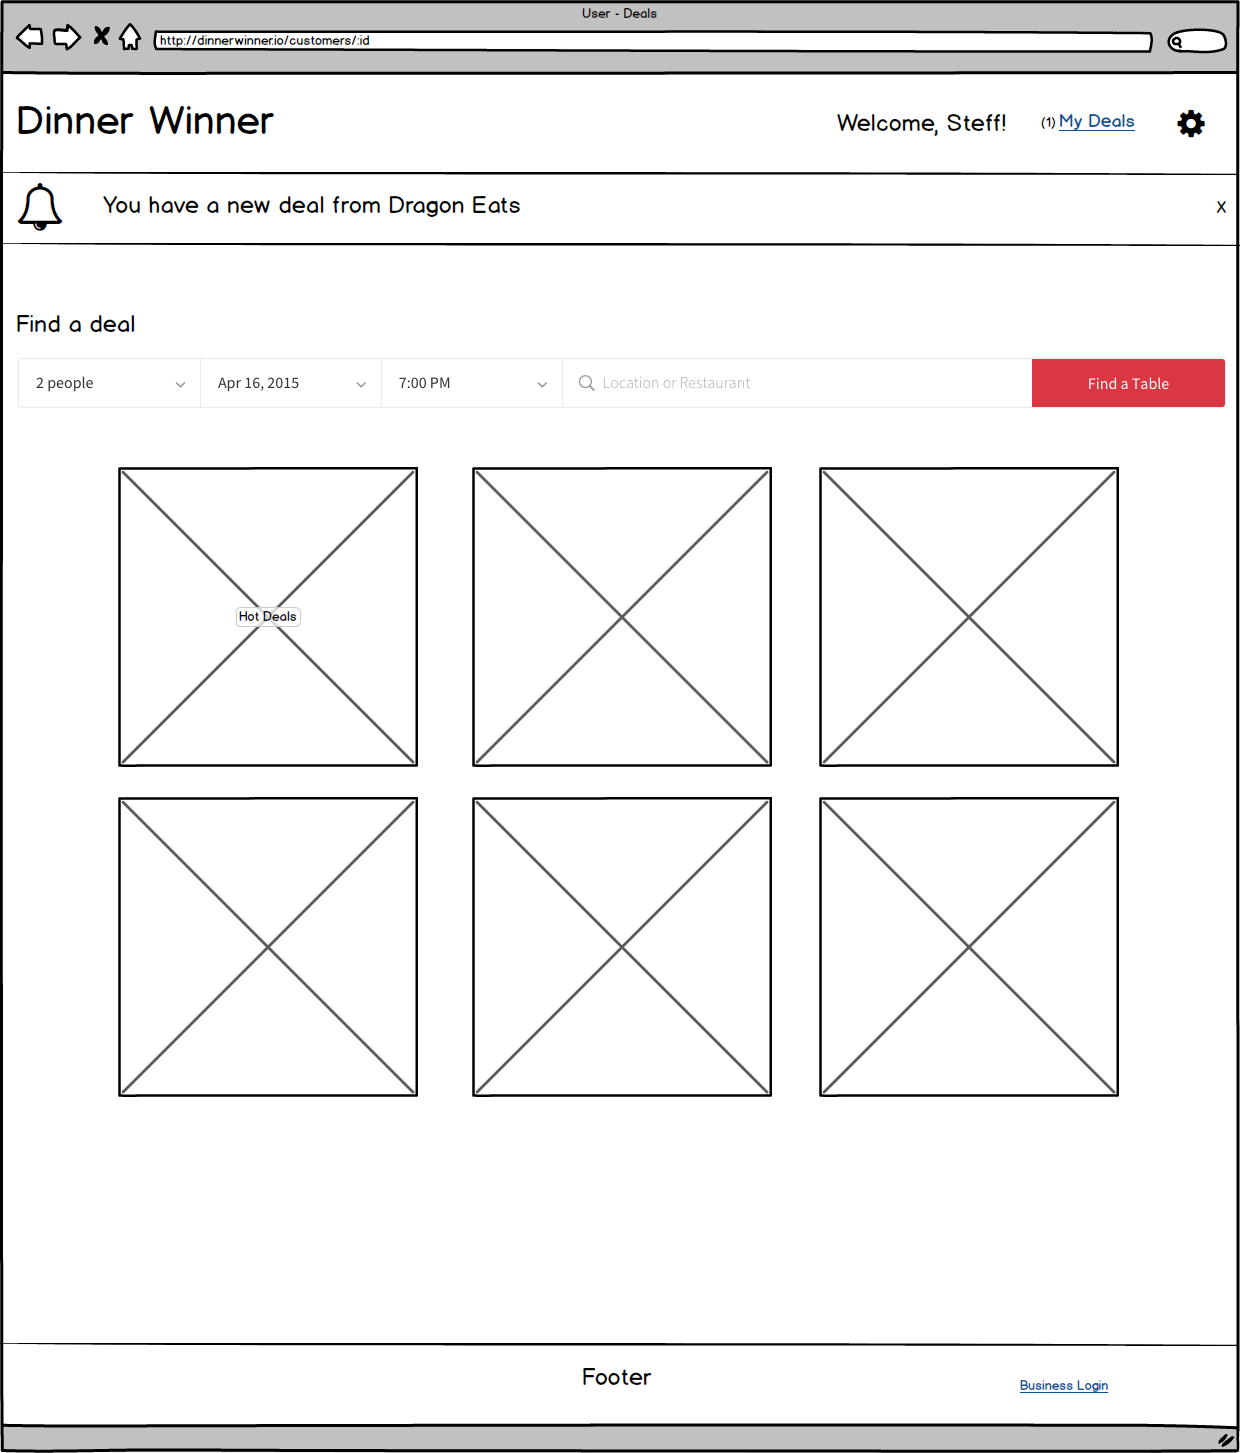 User - Deals
http://dinnerwinner.io/customers/:id
Dinner Winner
Welcome, Steff!
(1) My Deals
You have a new deal from Dragon Eats
X
Find a deal
2 people
Apr 16, 2015
7:00 PM
Location or Restaurant
Find a Table
Hot Deals
Footer
Business Login